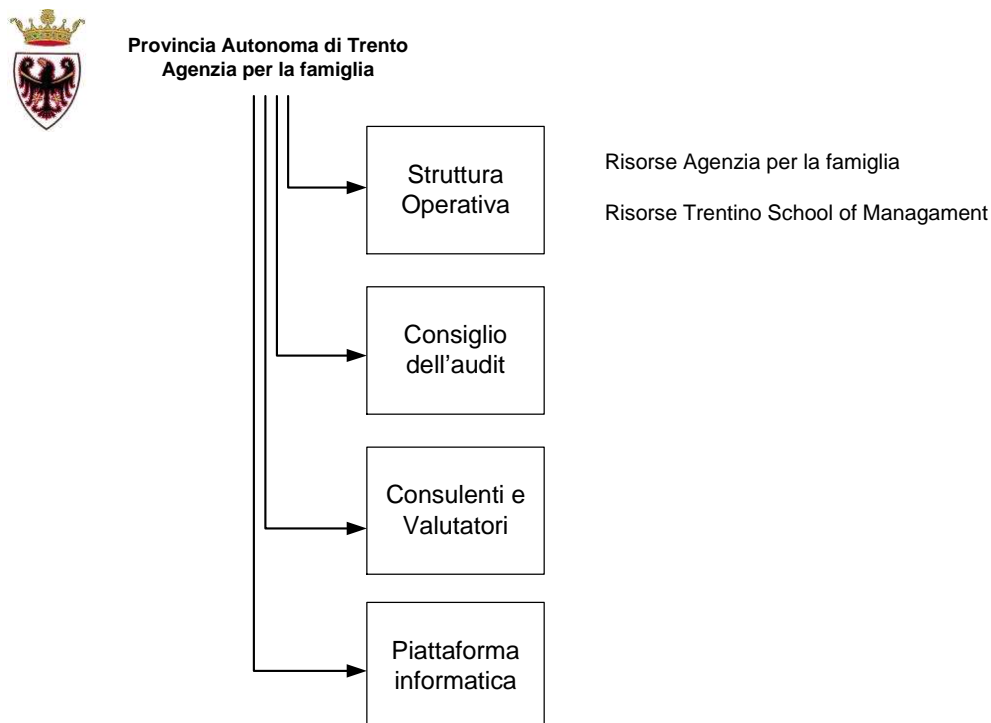 Provincia Autonoma di Trento
Agenzia per la famiglia
Struttura
Operativa
Risorse Agenzia per la famiglia
Risorse Trentino School of Managament
Consiglio
dell'audit
Consulenti e
Valutatori
Piattaforma
informatica